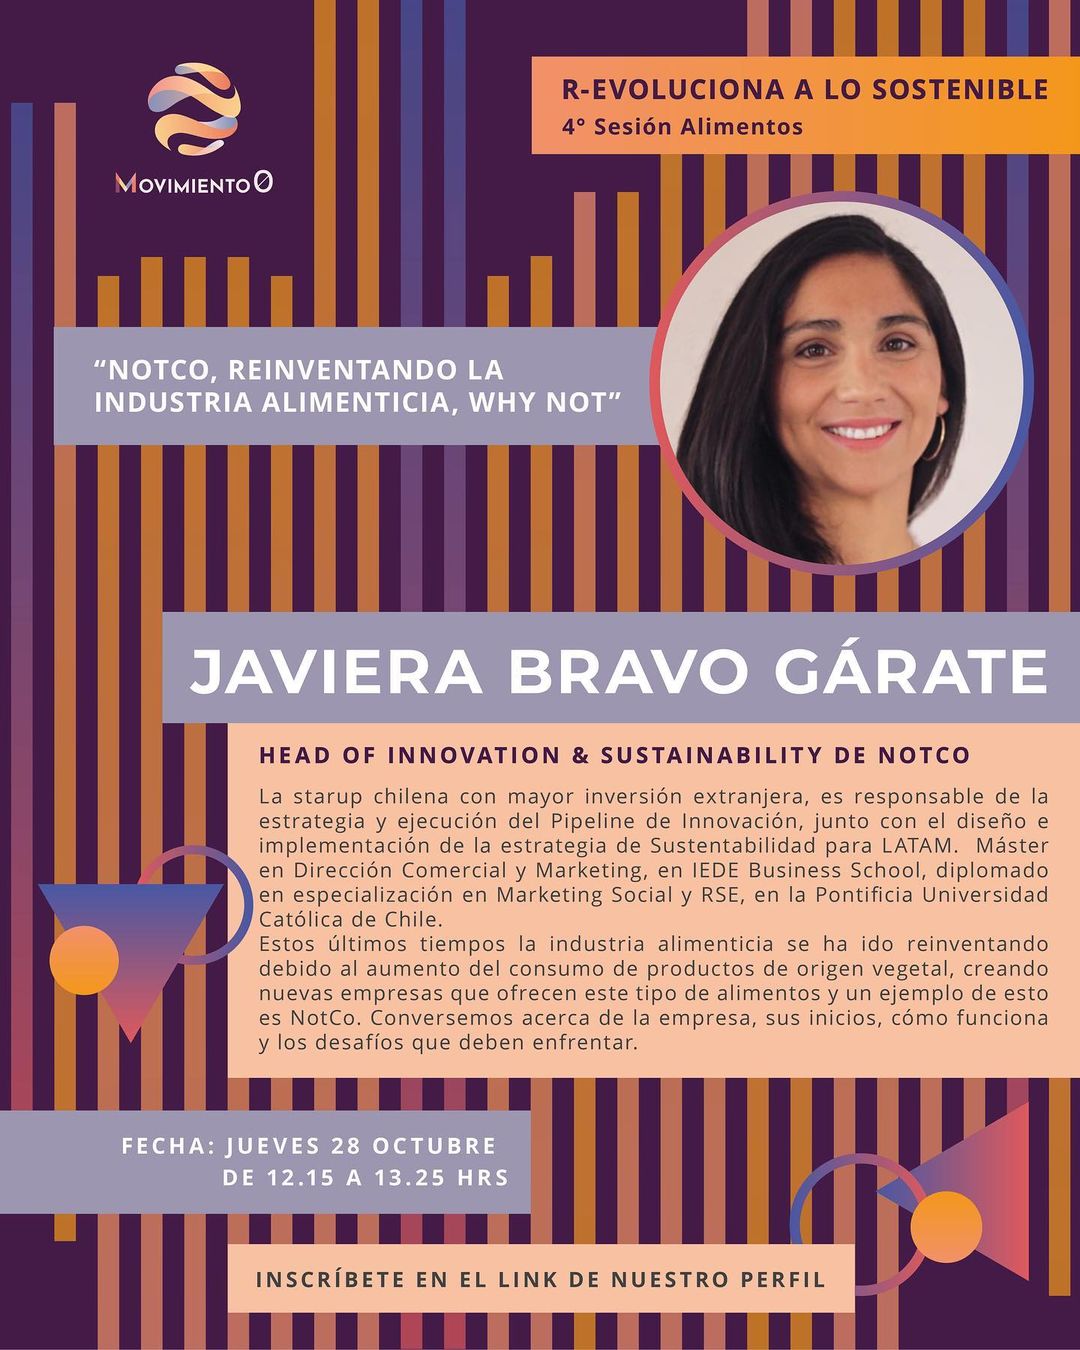 MOVIMIENTO 0
R-EVOLUCIONA A LO SOSTENIBLE
4° Sesión Alimentos
“NOTCO, REINVENTANDO LA
INDUSTRIA ALIMENTICIA, WHY NOT”
JAVIERA BRAVO GÁRATE
HEAD OF INNOVATION & SUSTAINABILITY DE NOTCO
La starup chilena con mayor inversión extranjera, es responsable de la
estrategia y ejecución del Pipeline de Innovación, junto con el diseño e
implementación de la estrategia de Sustentabilidad para LATAM. Máster
en Dirección Comercial y Marketing, en IEDE Business School, diplomado
en especialización en Marketing Social y RSE, en la Pontificia Universidad
Católica de Chile.
Estos últimos tiempos la industria alimenticia se ha ido reinventando
debido al aumento del consumo de productos de origen vegetal, creando
nuevas empresas que ofrecen este tipo de alimentos y un ejemplo de esto
es NotCo. Conversemos acerca de la empresa, sus inicios, cómo funciona
y los desafíos que deben enfrentar.
FECHA: JUEVES 28 OCTUBRE
DE 12.15 A 13.25 HRS
INSCRÍBETE EN EL LINK DE NUESTRO PERFIL